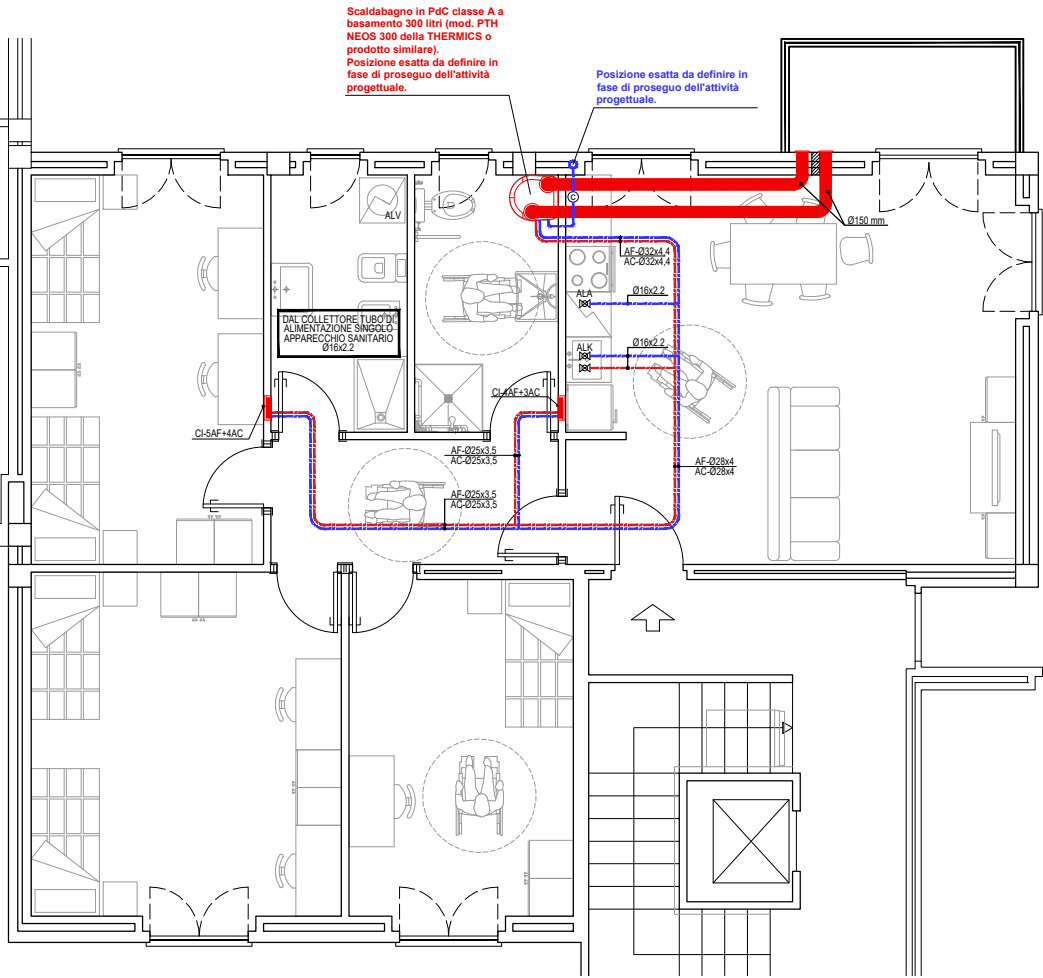 Scaldabagno in PdC classe A a
basamento 300 litri (mod. PTH
NEOS 300 della THERMICS o
prodotto similare).
Posizione esatta da definire in
fase di proseguo dell'attività
progettuale.
Posizione esatta da definire in
fase di proseguo dell'attività
progettuale.
ALV
C
Ø150 mm
AF-Ø32x4,4
AC-Ø32x4,4
ALA
Ø16x2.2
DAL COLLETTORE TUBO DI
ALIMENTAZIONE SINGOLO
APPARECCHIO SANITARIO
Ø16x2.2
ALK
Ø16x2.2
CI-4AF+3AC
CI-5AF+4AC
AF-Ø25x3,5
AC-Ø25x3,5
AF-Ø28x4
AC-Ø28x4
AF-Ø25x3,5
AC-Ø25x3,5